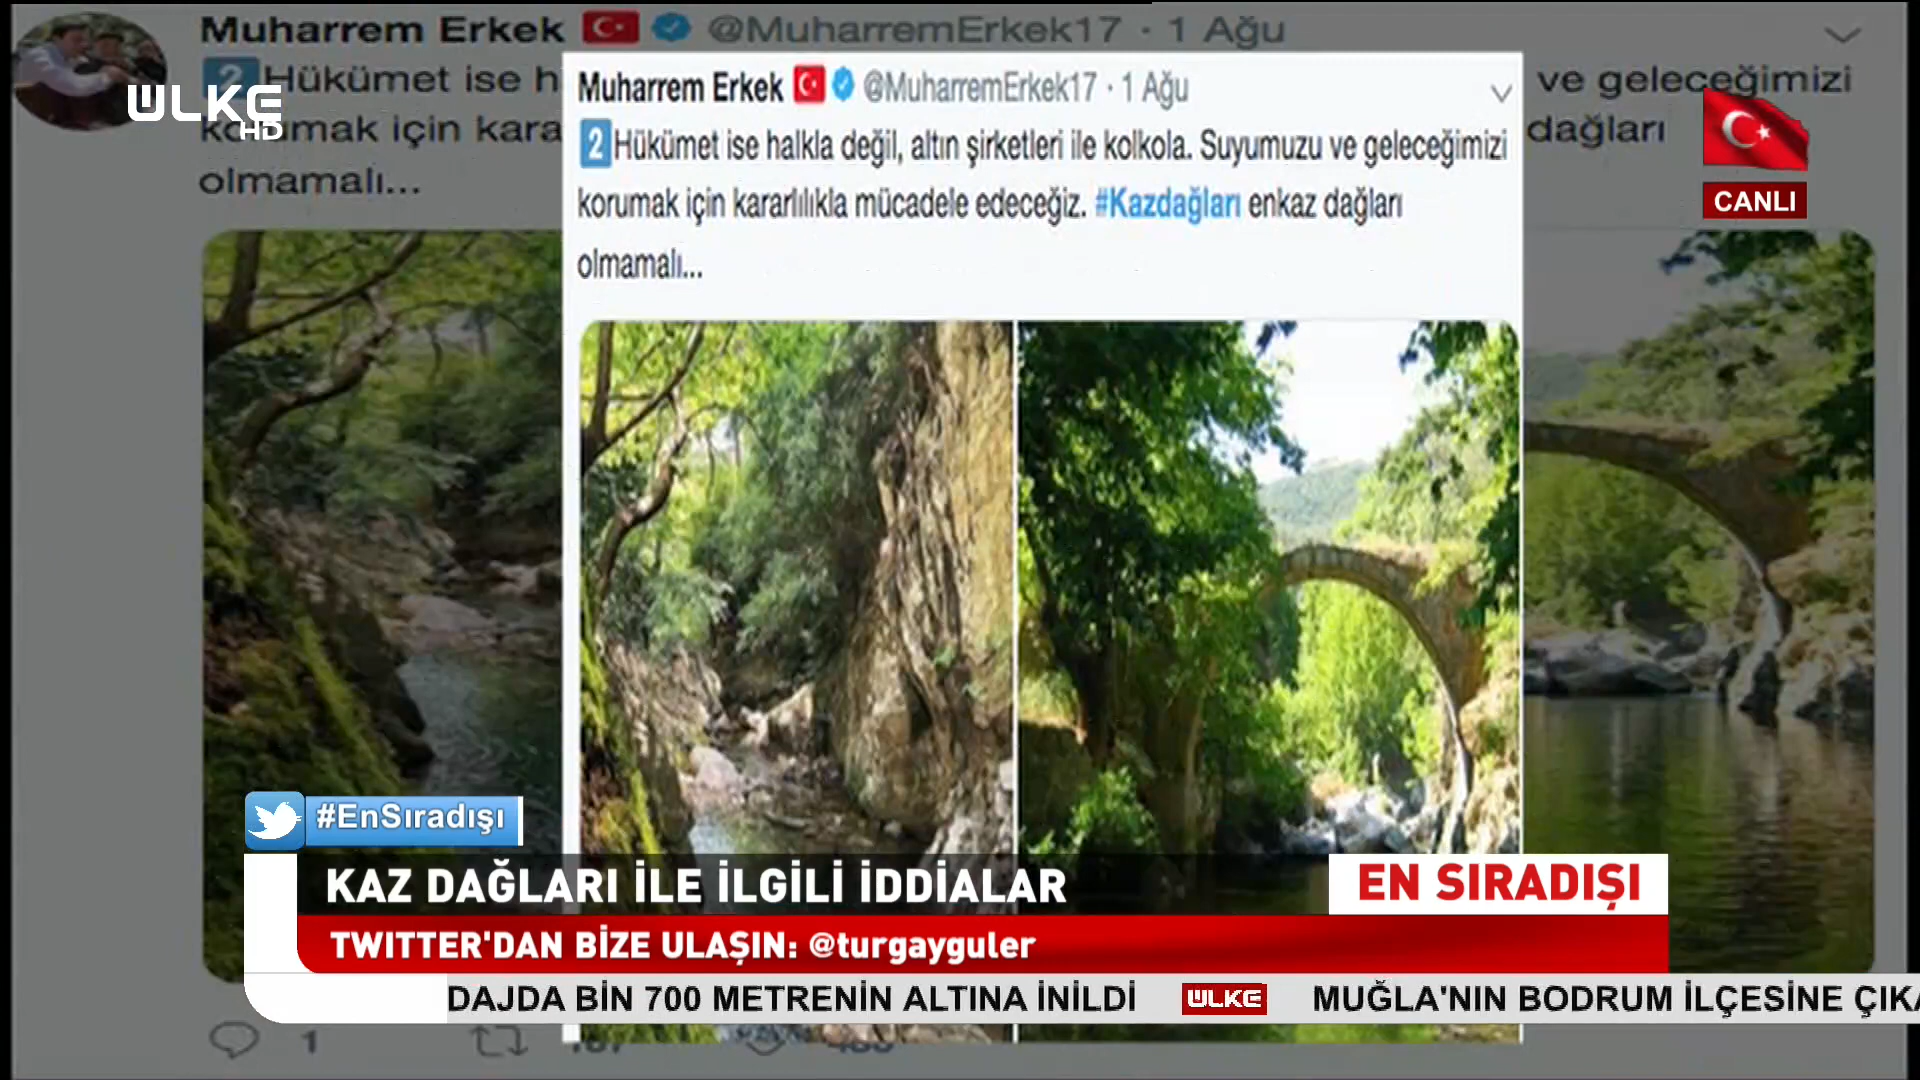 Muharrem Erkek @MuharremErkek17 · 1 Ağu
2 Hükümet ise h
ve geleceğimizi
korumak için kara
dağları
olmamalı...
ÜLKE
HD
Muharrem Erkek @MuharremErkek17 · 1 Ağu
2 Hükümet ise halkla değil, altın şirketleri ile kolkola. Suyumuzu ve geleceğimizi
korumak için kararlılıkla mücadele edeceğiz. #Kazdağları enkaz dağları
olmamalı...
CANLI
#EnSıradışı
KAZ DAĞLARI İLE İLGİLİ İDDİALAR
EN SIRADIŞI
TWITTER'DAN BİZE ULAŞIN: @turgayguler
DAJDA BİN 700 METRENİN ALTINA İNİLDİ ÜLKE MUĞLA'NIN BODRUM İLÇESİNE ÇIKA
1